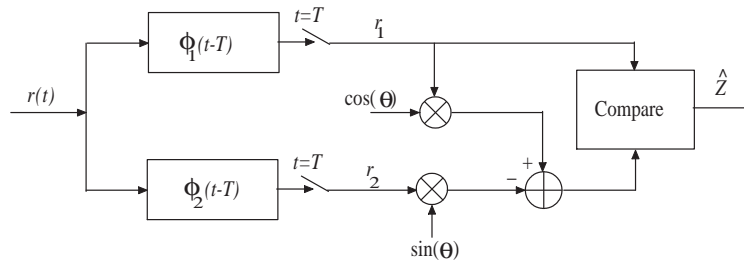 t=T
ϕ₁(t-T)
r₁
r(t)
cos(θ)
Compare
Ẑ
t=T
ϕ₂(t-T)
r₂
+
−
sin(θ)